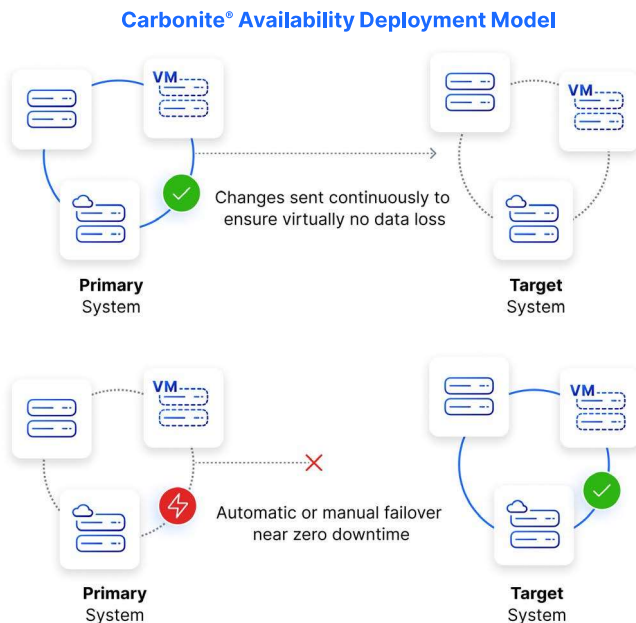 Carbonite® Availability Deployment Model
VM
VM
Changes sent continuously to
ensure virtually no data loss
Primary
System
Target
System
VM
VM
Automatic or manual failover
near zero downtime
Primary
System
Target
System